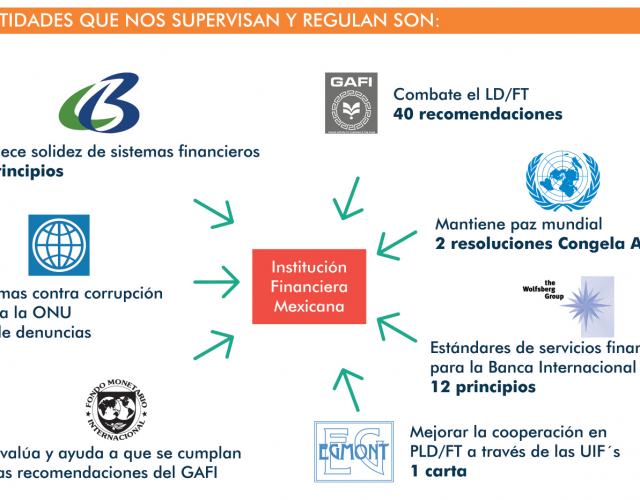 TIDADES QUE NOS SUPERVISAN Y REGULAN SON:
GAFI
Combate el LD/FT
40 recomendaciones
ece solidez de sistemas financieros
rincipios
Mantiene paz mundial
2 resoluciones Congela A
mas contra corrupción
a la ONU
de denuncias
Institución
Financiera
Mexicana
the
Wolfsberg
Group
Estándares de servicios finan
para la Banca Internacional
12 principios
FONDO MONETARIO
INTERNACIONAL
valúa y ayuda a que se cumplan
as recomendaciones del GAFI
EG
EGMONT
Mejorar la cooperación en
PLD/FT a través de las UIF´s
1 carta